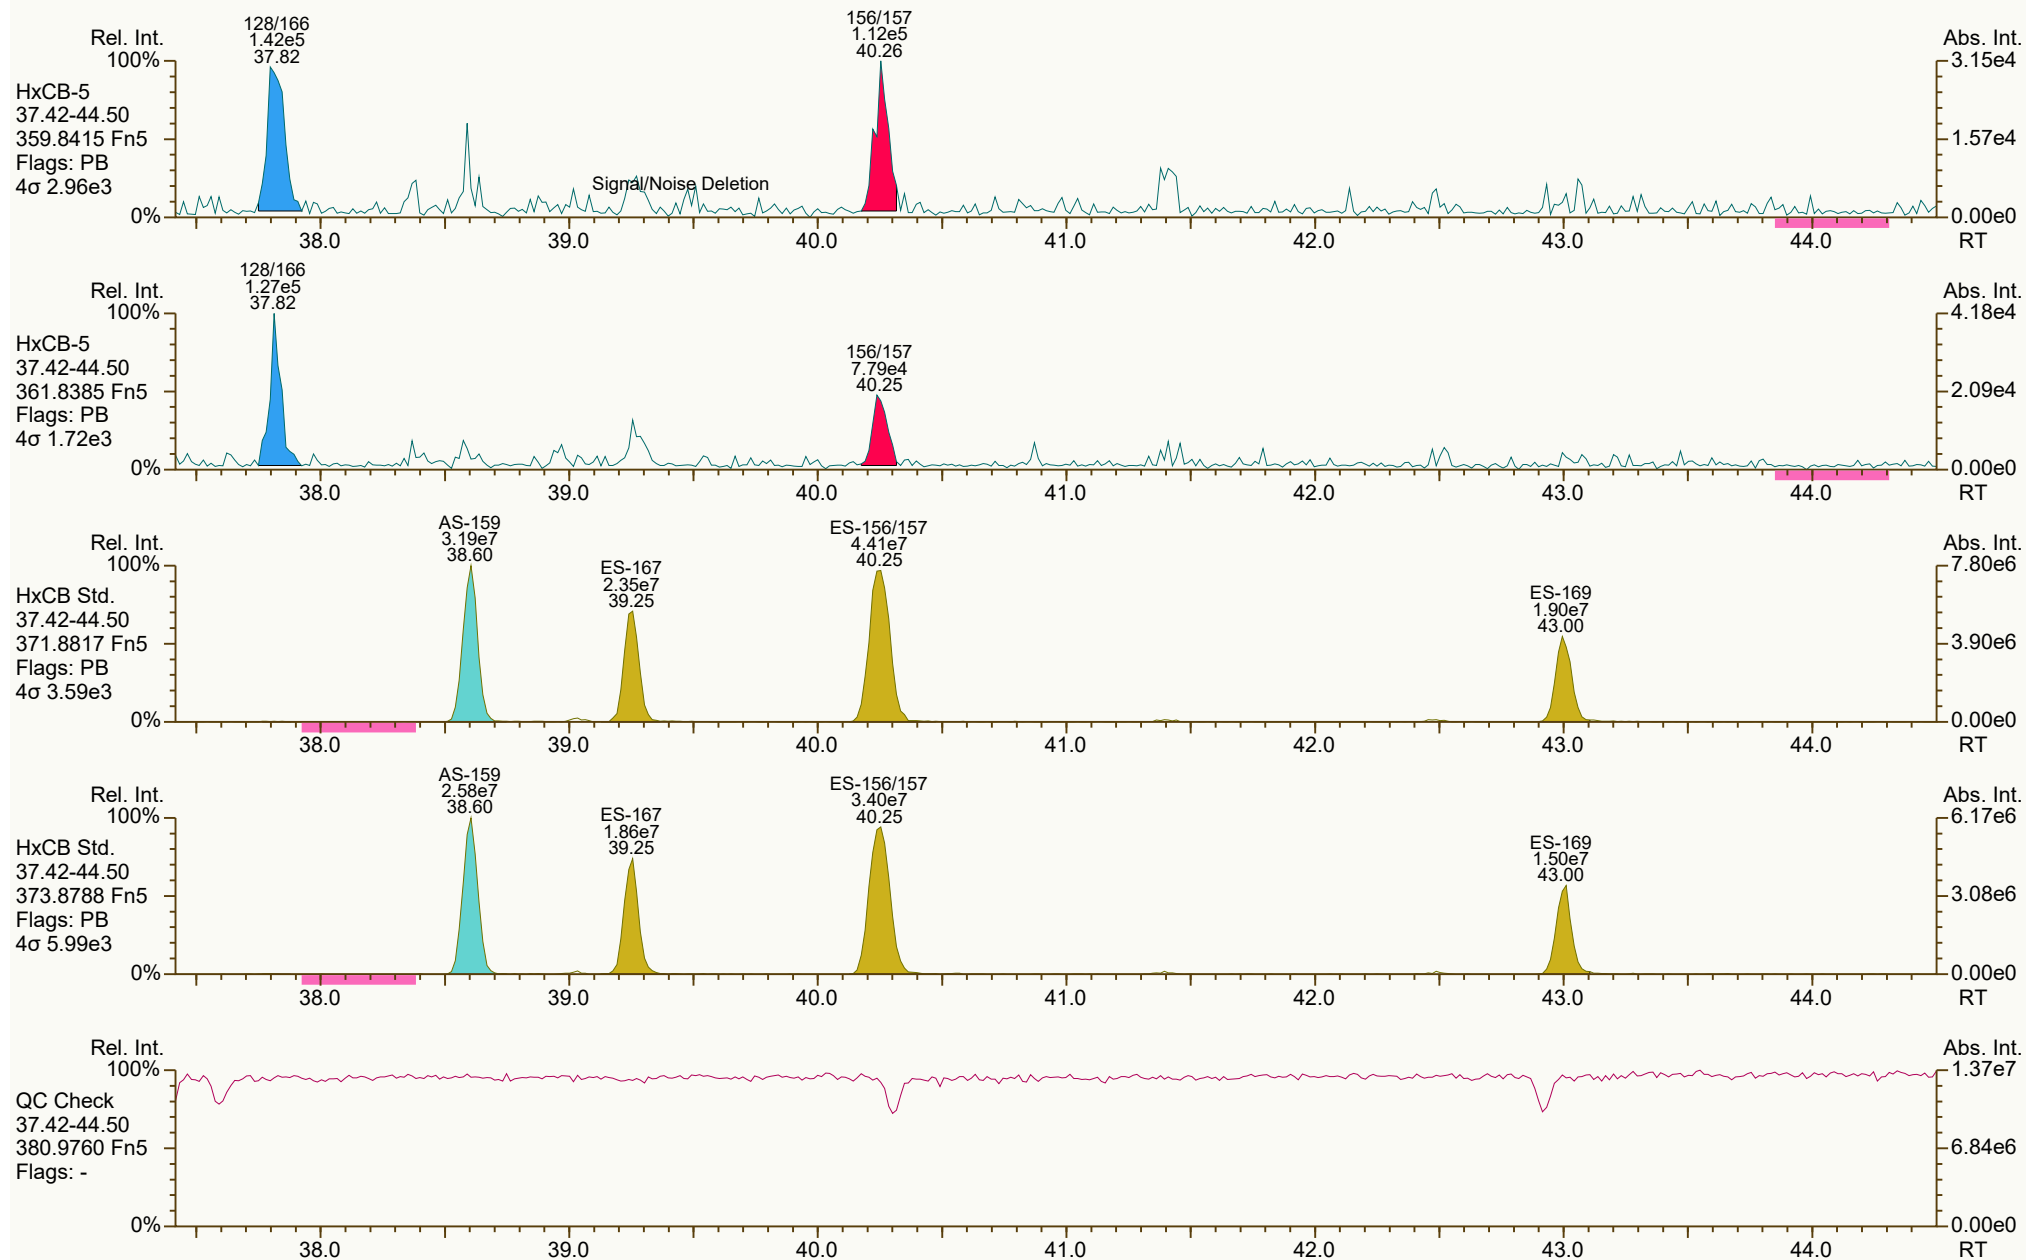 128/166
1.42e5
37.82
156/157
1.12e5
40.26
Rel. Int.
100%
0%
HxCB-5
37.42-44.50
359.8415 Fn5
Flags: PB
4σ 2.96e3
Signal/Noise Deletion
Abs. Int.
3.15e4
1.57e4
0.00e0
38.0 39.0 40.0 41.0 42.0 43.0 44.0 RT
128/166
1.27e5
37.82
156/157
7.79e4
40.25
Rel. Int.
100%
0%
HxCB-5
37.42-44.50
361.8385 Fn5
Flags: PB
4σ 1.72e3
Abs. Int.
4.18e4
2.09e4
0.00e0
38.0 39.0 40.0 41.0 42.0 43.0 44.0 RT
AS-159
3.19e7
38.60
ES-167
2.35e7
39.25
ES-156/157
4.41e7
40.25
ES-169
1.90e7
43.00
Rel. Int.
100%
0%
HxCB Std.
37.42-44.50
371.8817 Fn5
Flags: PB
4σ 3.59e3
Abs. Int.
7.80e6
3.90e6
0.00e0
38.0 39.0 40.0 41.0 42.0 43.0 44.0 RT
AS-159
2.58e7
38.60
ES-167
1.86e7
39.25
ES-156/157
3.40e7
40.25
ES-169
1.50e7
43.00
Rel. Int.
100%
0%
HxCB Std.
37.42-44.50
373.8788 Fn5
Flags: PB
4σ 5.99e3
Abs. Int.
6.17e6
3.08e6
0.00e0
38.0 39.0 40.0 41.0 42.0 43.0 44.0 RT
Rel. Int.
100%
0%
QC Check
37.42-44.50
380.9760 Fn5
Flags: -
Abs. Int.
1.37e7
6.84e6
0.00e0
38.0 39.0 40.0 41.0 42.0 43.0 44.0 RT